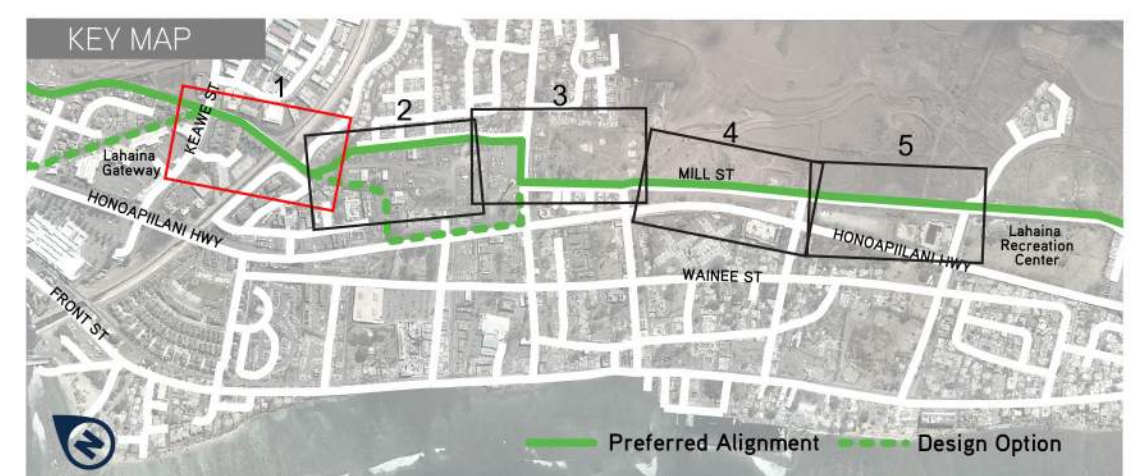 KEY MAP
1
2
3
4
5
KEAWE ST
Lahaina
Gateway
HONOAPIILANI HWY
MILL ST
HONOAPIILANI HWY
Lahaina
Recreation
Center
WAINEE ST
FRONT ST
N
Preferred Alignment
Design Option